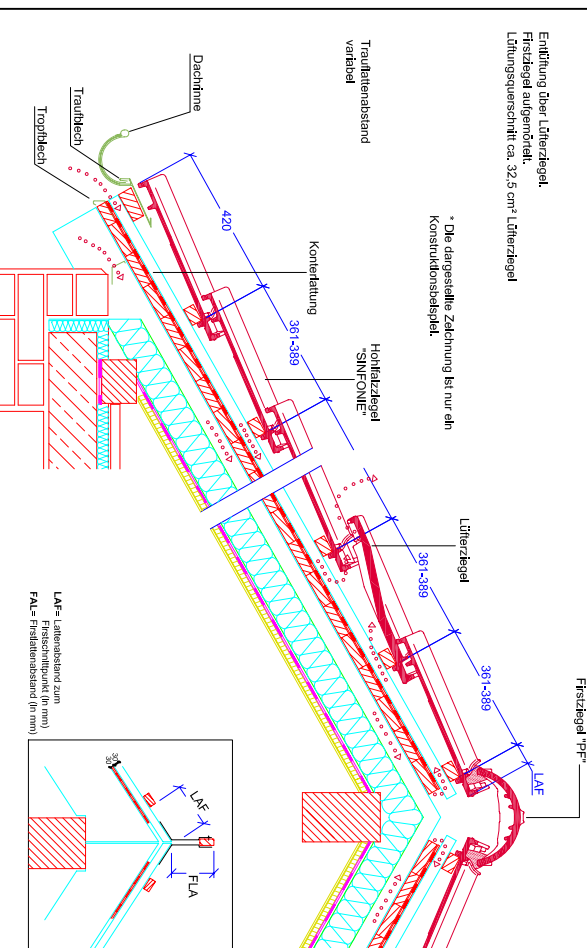 Entlüftung über Lüfterziegel.
Firstziegel aufgemörtelt.
Lüftungsquerschnitt ca. 32,5 cm² Lüfterziegel
* Die dargestellte Zeichnung ist nur ein
Konstruktionsbeispiel.
Trauflattenabstand
variabel
Dachrinne
Traufblech
Tropfblech
420
Konterlattung
361-389
Hohlfalzziegel
"SINFONIE"
Lüfterziegel
361-389
361-389
LAF
Firstziegel "PF"
LAF= Lattenabstand zum
Firstschnittpunkt (in mm)
FAL= Firstlattenabstand (in mm)
30
30
LAF
FLA